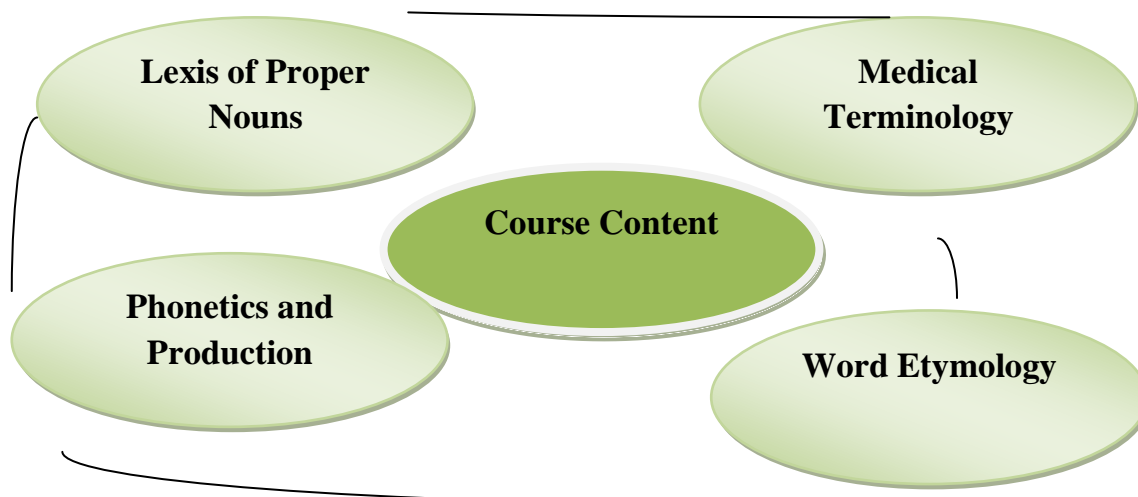 Lexis of Proper
Nouns
Medical
Terminology
Course Content
Phonetics and
Production
Word Etymology